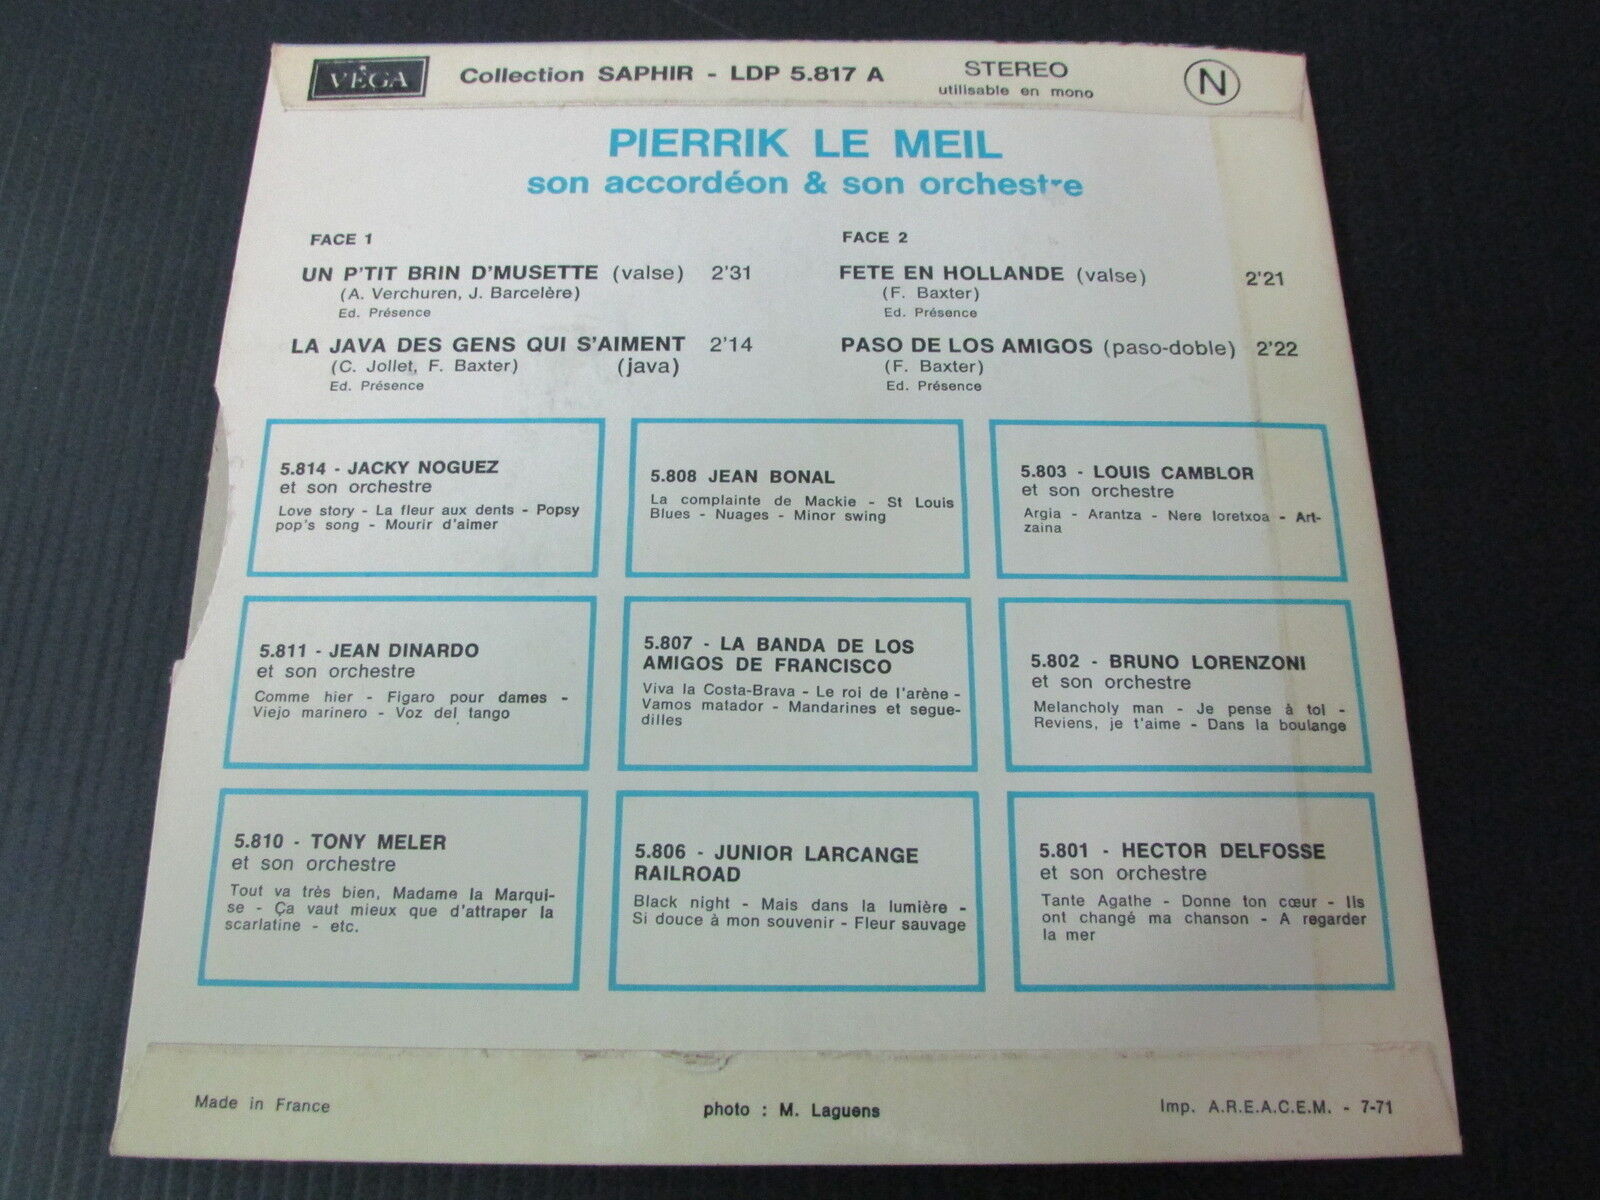 VÉGA Collection SAPHIR - LDP 5.817 A STEREO
utilisable en mono
N
PIERRIK LE MEIL
son accordéon & son orchestre
FACE 1
UN P'TIT BRIN D'MUSETTE (valse) 2'31
(A. Verchuren, J. Barcelère)
Ed. Présence
LA JAVA DES GENS QUI S'AIMENT 2'14
(C. Jollet, F. Baxter) (java)
Ed. Présence
FACE 2
FETE EN HOLLANDE (valse) 2'21
(F. Baxter)
Ed. Présence
PASO DE LOS AMIGOS (paso-doble) 2'22
(F. Baxter)
Ed. Présence
5.814 - JACKY NOGUEZ
et son orchestre
Love story - La fleur aux dents - Popsy
pop's song - Mourir d'aimer
5.808 JEAN BONAL
La complainte de Mackie - St Louis
Blues - Nuages - Minor swing
5.803 - LOUIS CAMBLOR
et son orchestre
Argia - Arantza - Nere loretxoa - Art-
zaina
5.811 - JEAN DINARDO
et son orchestre
Comme hier - Figaro pour dames -
Viejo marinero - Voz del tango
5.807 - LA BANDA DE LOS
AMIGOS DE FRANCISCO
Viva la Costa-Brava - Le roi de l'arène -
Vamos matador - Mandarines et segue-
dilles
5.802 - BRUNO LORENZONI
et son orchestre
Melancholy man - Je pense à toi -
Reviens, je t'aime - Dans la boulange
5.810 - TONY MELER
et son orchestre
Tout va très bien, Madame la Marqui-
se - Ça vaut mieux que d'attraper la
scarlatine - etc.
5.806 - JUNIOR LARCANGE
RAILROAD
Black night - Mais dans la lumière -
Si douce à mon souvenir - Fleur sauvage
5.801 - HECTOR DELFOSSE
et son orchestre
Tante Agathe - Donne ton cœur - Ils
ont changé ma chanson - A regarder
la mer
Made in France
photo : M. Laguens
Imp. A.R.E.A.C.E.M. - 7-71